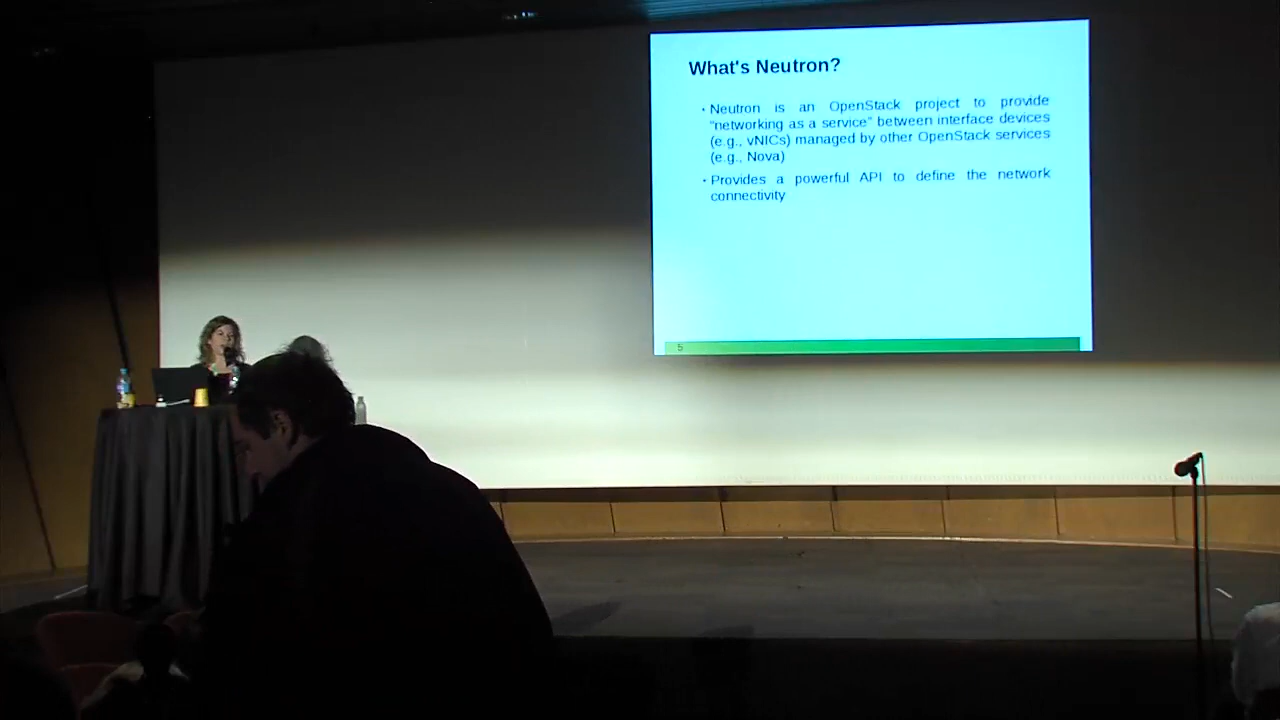 What's Neutron?
· Neutron is an OpenStack project to provide
"networking as a service" between interface devices
(e.g., vNICs) managed by other OpenStack services
(e.g., Nova)
· Provides a powerful API to define the network
connectivity
5